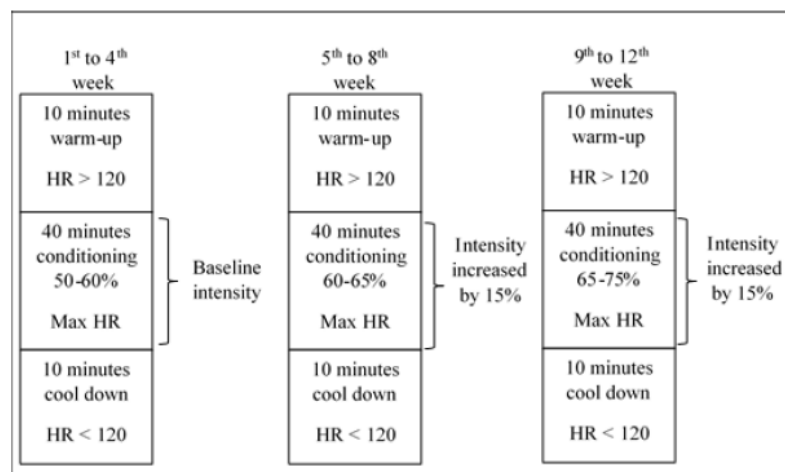 1st to 4th
week
10 minutes
warm-up
HR > 120
40 minutes
conditioning
50-60%
Max HR
Baseline
intensity
10 minutes
cool down
HR < 120
5th to 8th
week
10 minutes
warm-up
HR > 120
40 minutes
conditioning
60-65%
Max HR
Intensity
increased
by 15%
10 minutes
cool down
HR < 120
9th to 12th
week
10 minutes
warm-up
HR > 120
40 minutes
conditioning
65-75%
Max HR
Intensity
increased
by 15%
10 minutes
cool down
HR < 120